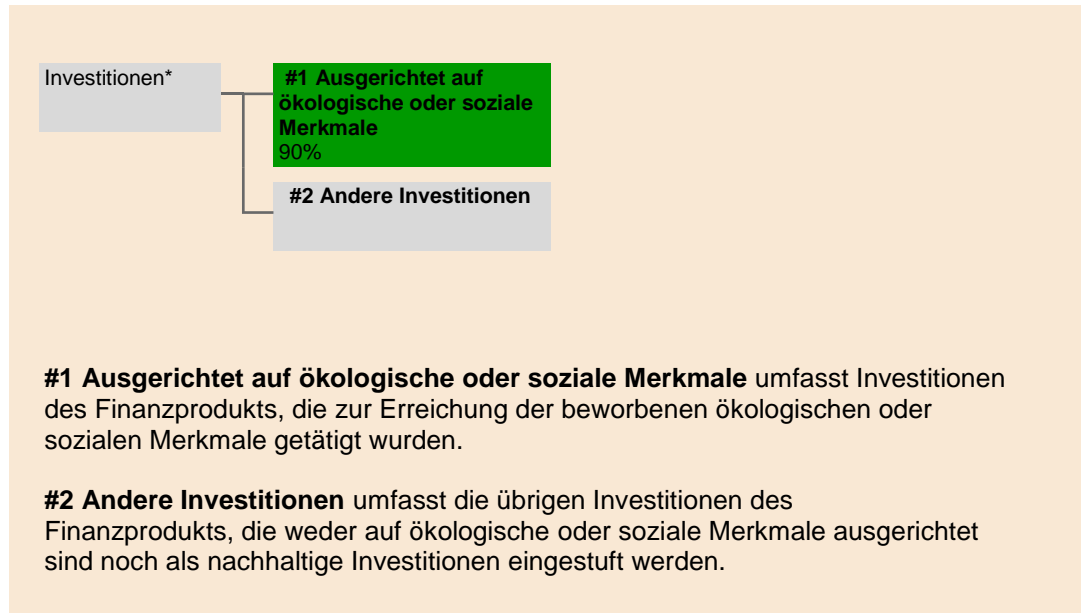 Investitionen*
#1 Ausgerichtet auf
ökologische oder soziale
Merkmale
90%
#2 Andere Investitionen
#1 Ausgerichtet auf ökologische oder soziale Merkmale umfasst Investitionen
des Finanzprodukts, die zur Erreichung der beworbenen ökologischen oder
sozialen Merkmale getätigt wurden.
#2 Andere Investitionen umfasst die übrigen Investitionen des
Finanzprodukts, die weder auf ökologische oder soziale Merkmale ausgerichtet
sind noch als nachhaltige Investitionen eingestuft werden.